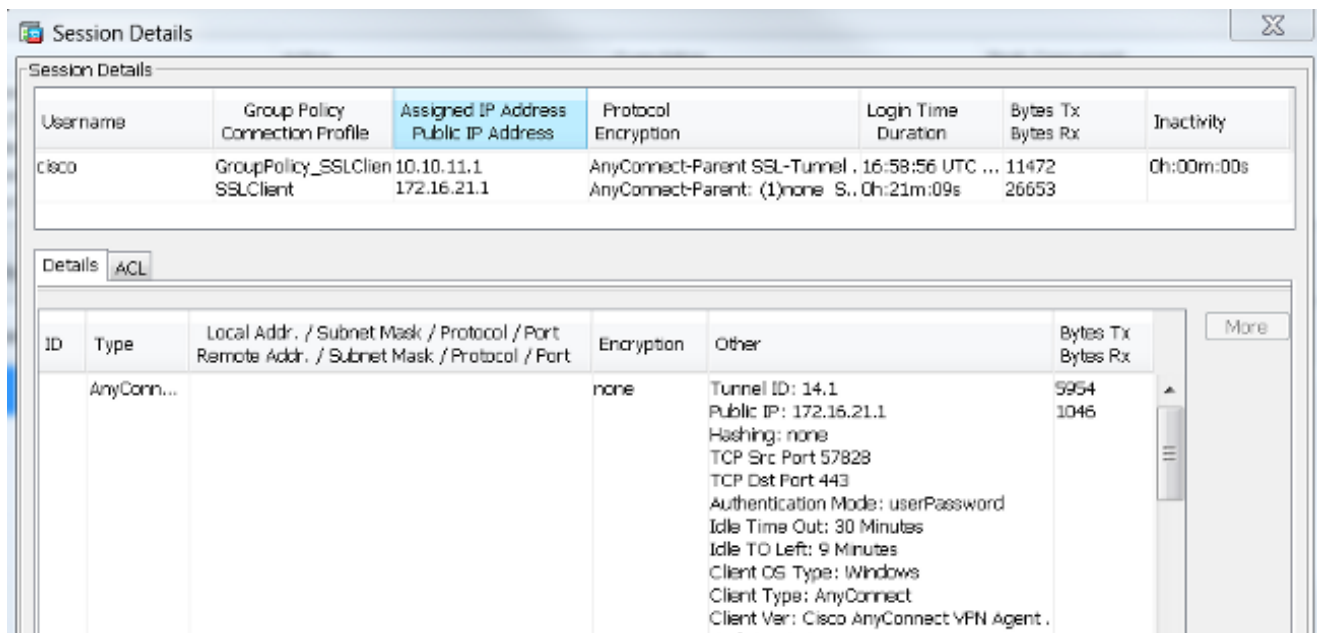 Session Details
Session Details
Username Group Policy Assigned IP Address Protocol Login Time Bytes Tx Inactivity
Connection Profile Public IP Address Encryption Duration Bytes Rx
cisco GroupPolicy_SSLClien 10.10.11.1 AnyConnect-Parent SSL-Tunnel . 16:58:56 UTC ... 11472 0h:00m:00s
SSLClient 172.16.21.1 AnyConnect-Parent: (1)none S.. 0h:21m:09s 26653
Details ACL
ID Type Local Addr. / Subnet Mask / Protocol / Port Encryption Other Bytes Tx More
Remote Addr. / Subnet Mask / Protocol / Port Bytes Rx
AnyConn... none Tunnel ID: 14.1 5954
Public IP: 172.16.21.1 1046
Hashing: none
TCP Src Port 57828
TCP Dst Port 443
Authentication Mode: userPassword
Idle Time Out: 30 Minutes
Idle TO Left: 9 Minutes
Client OS Type: Windows
Client Type: AnyConnect
Client Ver: Cisco AnyConnect VPN Agent .